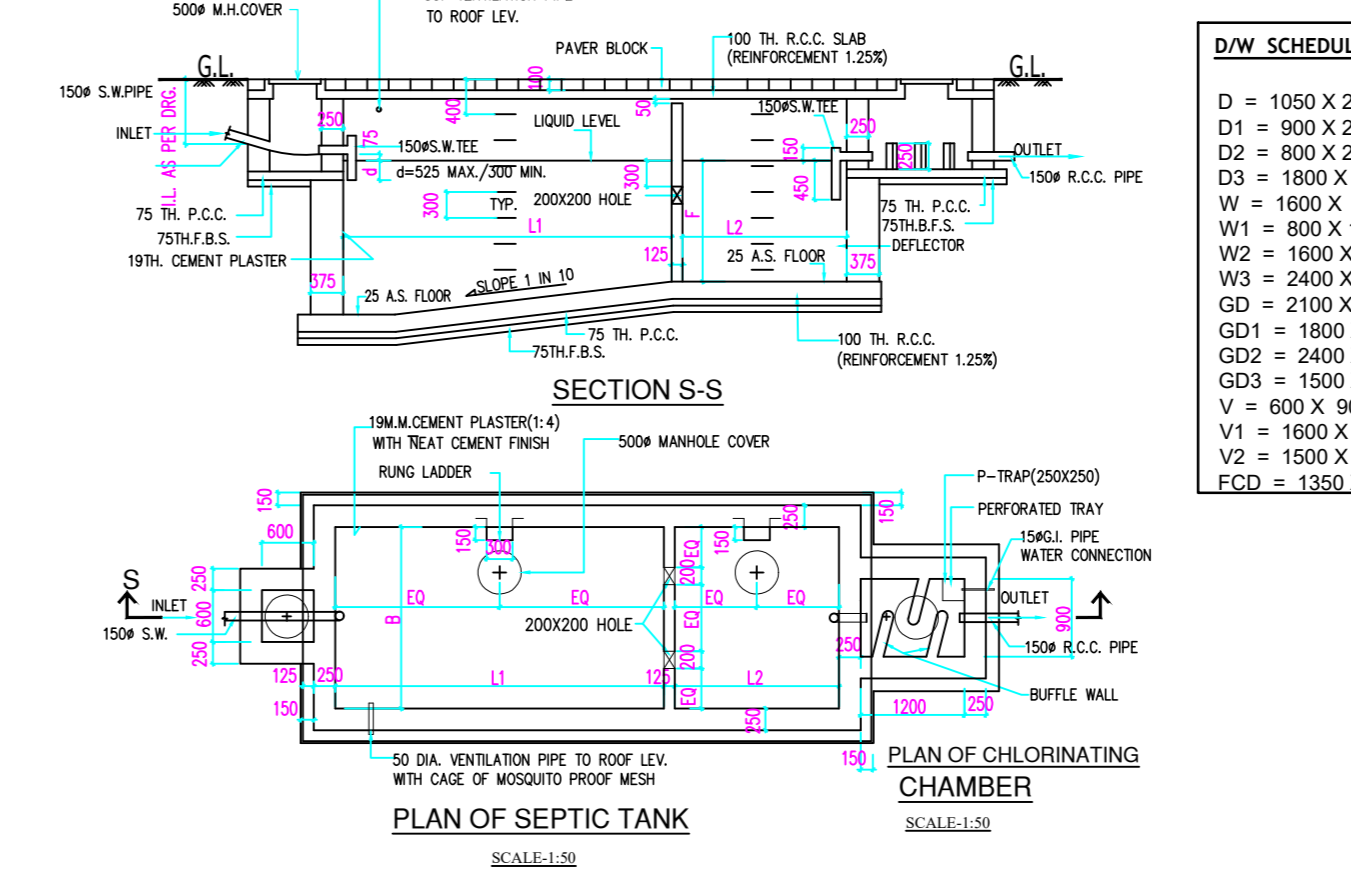 500ø M.H.COVER
TO ROOF LEV.
PAVER BLOCK
100 TH. R.C.C. SLAB
(REINFORCEMENT 1.25%)
G.L.
G.L.
150ø S.W.PIPE
100
400
50
150øS.W.TEE
INLET
I.L. AS PER DRG.
250
75
LIQUID LEVEL
150øS.W.TEE
d
d=525 MAX./300 MIN.
150
250
250
OUTLET
150ø R.C.C. PIPE
300
450
300
TYP.
200X200 HOLE
F
75 TH. P.C.C.
75TH.F.B.S.
19TH. CEMENT PLASTER
L1
L2
75 TH. P.C.C.
75TH.B.F.S.
DEFLECTOR
125
25 A.S. FLOOR
375
375
25 A.S. FLOOR
SLOPE 1 IN 10
75 TH. P.C.C.
75TH.F.B.S.
100 TH. R.C.C.
(REINFORCEMENT 1.25%)
SECTION S-S
19M.M.CEMENT PLASTER(1:4)
WITH NEAT CEMENT FINISH
500ø MANHOLE COVER
RUNG LADDER
P-TRAP(250X250)
PERFORATED TRAY
15øG.I. PIPE
WATER CONNECTION
150
150
600
150
300
EQ
200
150
250
S
INLET
150ø S.W.
250
600
250
EQ
EQ
B
EQ
EQ
EQ
200X200 HOLE
200
EQ
OUTLET
900
150ø R.C.C. PIPE
250
125
250
L1
125
L2
150
250
1200
250
BUFFLE WALL
150
50 DIA. VENTILATION PIPE TO ROOF LEV.
WITH CAGE OF MOSQUITO PROOF MESH
PLAN OF CHLORINATING
CHAMBER
SCALE-1:50
PLAN OF SEPTIC TANK
SCALE-1:50
D/W SCHEDUL
D = 1050 X 2
D1 = 900 X 2
D2 = 800 X 2
D3 = 1800 X
W = 1600 X
W1 = 800 X 1
W2 = 1600 X
W3 = 2400 X
GD = 2100 X
GD1 = 1800
GD2 = 2400
GD3 = 1500
V = 600 X 90
V1 = 1600 X
V2 = 1500 X
FCD = 1350